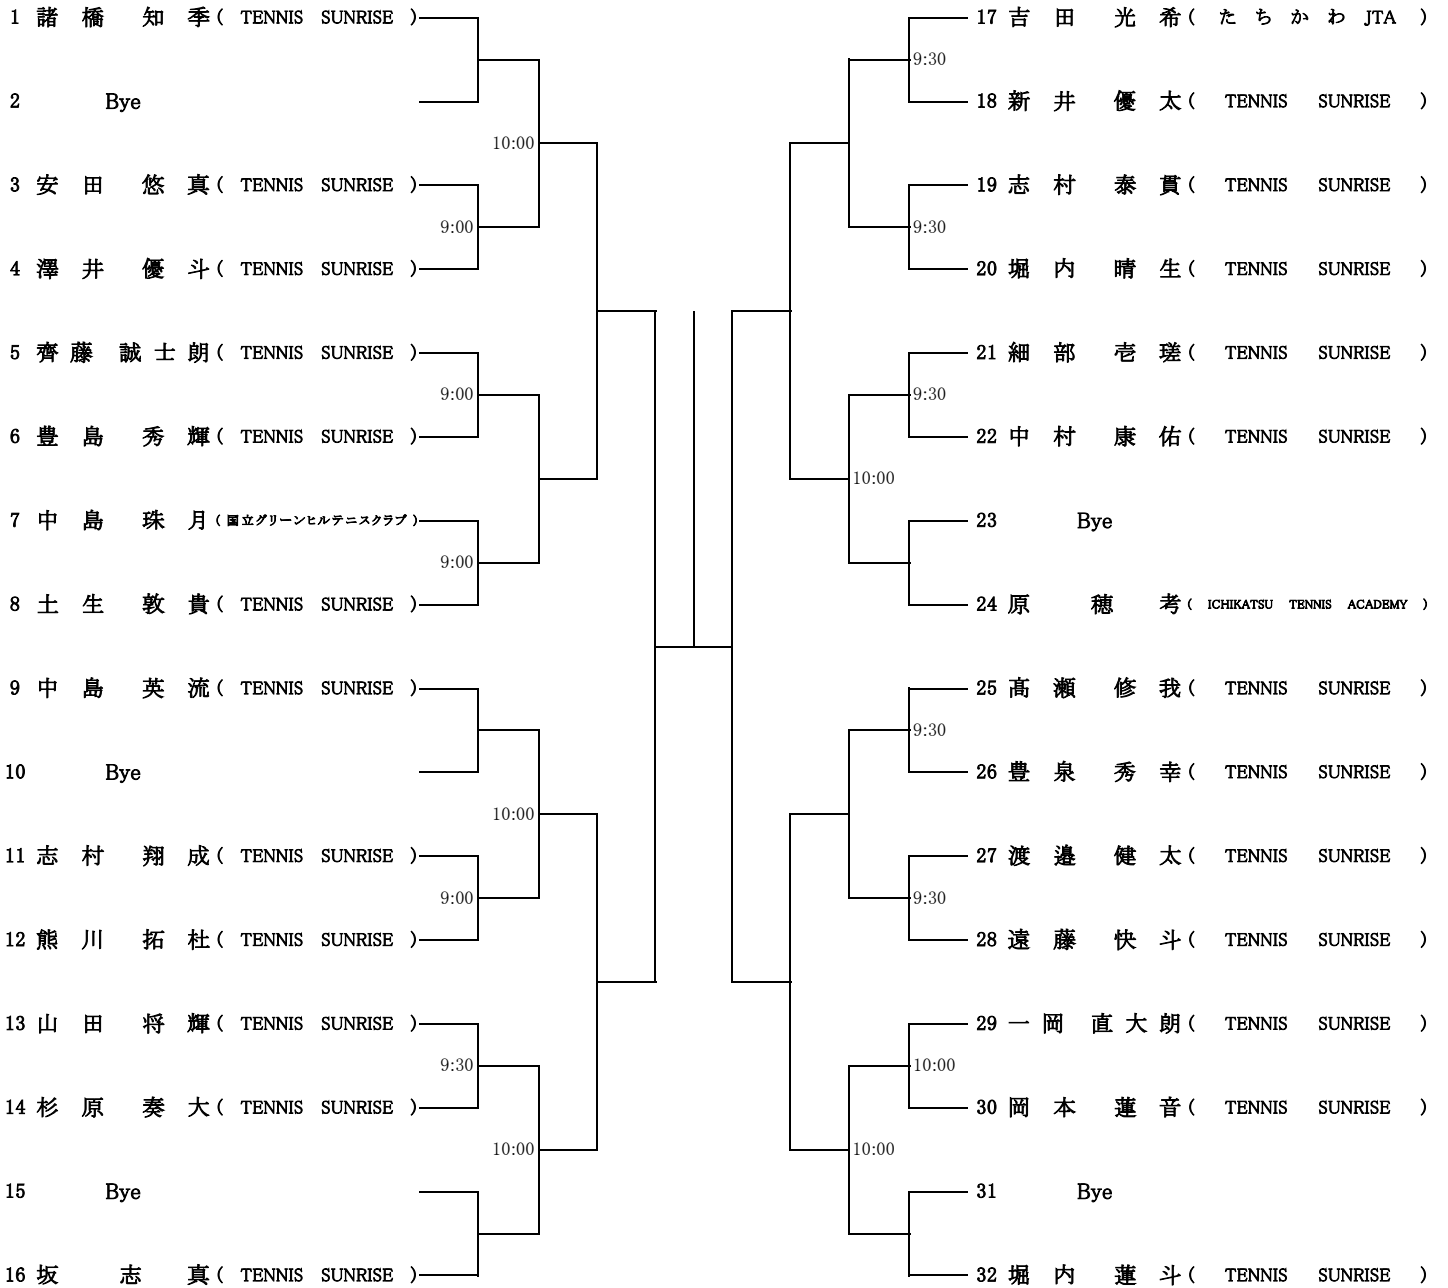 1 諸橋 知季( TENNIS SUNRISE )
2 Bye
10:00
3 安田 悠真( TENNIS SUNRISE )
9:00
4 澤井 優斗( TENNIS SUNRISE )
5 齊藤 誠士朗( TENNIS SUNRISE )
9:00
6 豊島 秀輝( TENNIS SUNRISE )
7 中島 珠月( 国立グリーンヒルテニスクラブ )
9:00
8 土生 敦貴( TENNIS SUNRISE )
9 中島 英流( TENNIS SUNRISE )
10 Bye
10:00
11 志村 翔成( TENNIS SUNRISE )
9:00
12 熊川 拓杜( TENNIS SUNRISE )
13 山田 将輝( TENNIS SUNRISE )
9:30
14 杉原 奏大( TENNIS SUNRISE )
10:00
15 Bye
16 坂 志真( TENNIS SUNRISE )
17 吉田 光希( たちかわ JTA )
9:30
18 新井 優太( TENNIS SUNRISE )
19 志村 泰貫( TENNIS SUNRISE )
9:30
20 堀内 晴生( TENNIS SUNRISE )
21 細部 壱瑳( TENNIS SUNRISE )
9:30
22 中村 康佑( TENNIS SUNRISE )
10:00
23 Bye
24 原 穂考( ICHIKATSU TENNIS ACADEMY )
25 髙瀬 修我( TENNIS SUNRISE )
9:30
26 豊泉 秀幸( TENNIS SUNRISE )
27 渡邉 健太( TENNIS SUNRISE )
9:30
28 遠藤 快斗( TENNIS SUNRISE )
29 一岡 直大朗( TENNIS SUNRISE )
10:00
30 岡本 蓮音( TENNIS SUNRISE )
10:00
31 Bye
32 堀内 蓮斗( TENNIS SUNRISE )